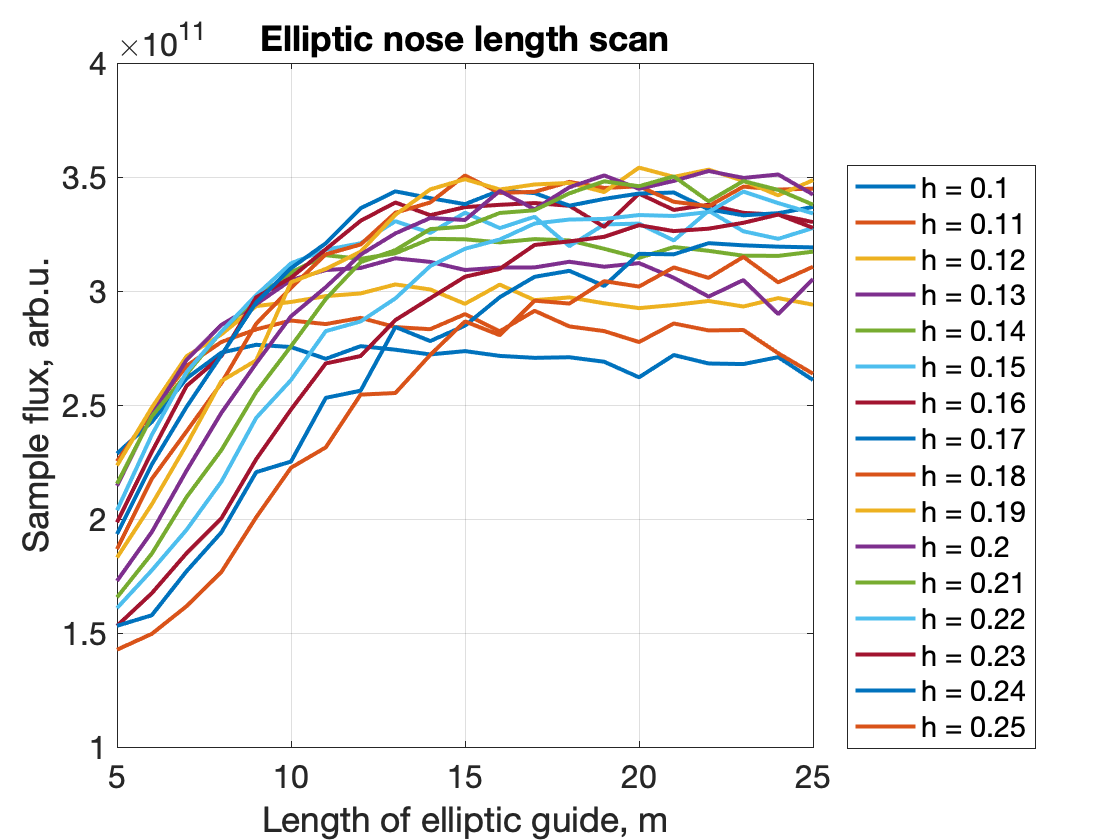 ×10^11
Elliptic nose length scan
4
3.5
3
2.5
2
1.5
1
5
10
15
20
25
Sample flux, arb.u.
Length of elliptic guide, m
h = 0.1
h = 0.11
h = 0.12
h = 0.13
h = 0.14
h = 0.15
h = 0.16
h = 0.17
h = 0.18
h = 0.19
h = 0.2
h = 0.21
h = 0.22
h = 0.23
h = 0.24
h = 0.25